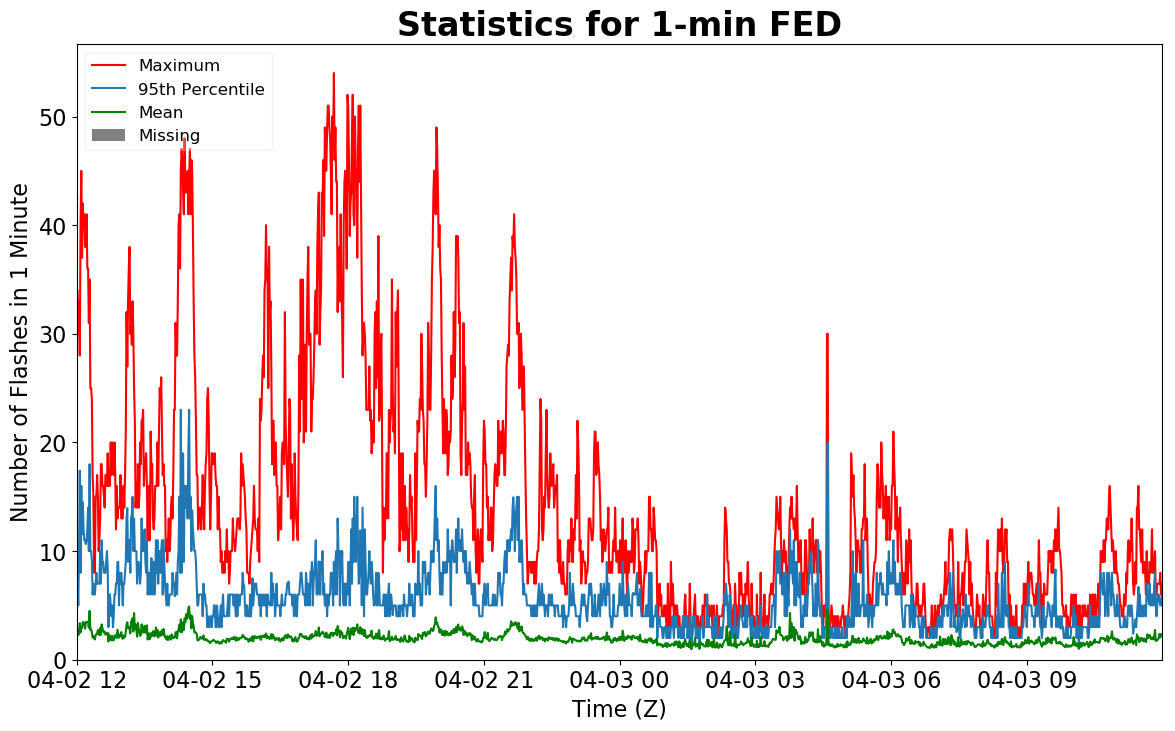 Statistics for 1-min FED
Maximum
95th Percentile
Mean
Missing
Number of Flashes in 1 Minute
50
40
30
20
10
0
04-02 12
04-02 15
04-02 18
04-02 21
04-03 00
04-03 03
04-03 06
04-03 09
Time (Z)